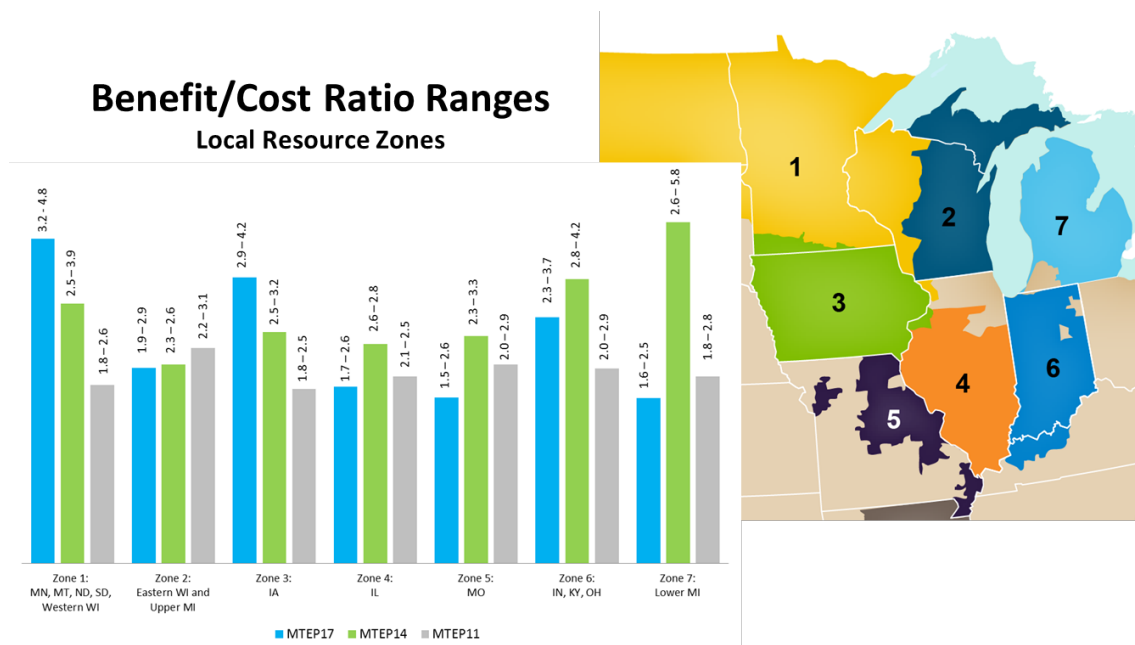 Benefit/Cost Ratio Ranges
Local Resource Zones
3.2 - 4.8
2.5 – 3.9
1.8 – 2.6
1.9 – 2.9
2.3 – 2.6
2.2 – 3.1
2.9 – 4.2
2.5 – 3.2
1.8 – 2.5
1.7 – 2.6
2.6 – 2.8
2.1 – 2.5
1.5 – 2.6
2.3 – 3.3
2.0 – 2.9
2.3 – 3.7
2.8 – 4.2
2.0 – 2.9
1.6 – 2.5
2.6 – 5.8
1.8 – 2.8
Zone 1:
MN, MT, ND, SD,
Western WI
Zone 2:
Eastern WI and
Upper MI
Zone 3:
IA
Zone 4:
IL
Zone 5:
MO
Zone 6:
IN, KY, OH
Zone 7:
Lower MI
MTEP17 MTEP14 MTEP11
1
2
7
3
6
4
5